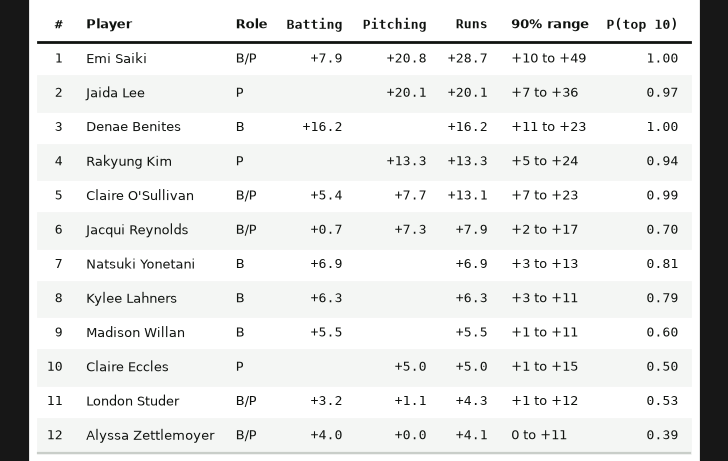 # Player Role Batting Pitching Runs 90% range P(top 10)
1 Emi Saiki B/P +7.9 +20.8 +28.7 +10 to +49 1.00
2 Jaida Lee P +20.1 +20.1 +7 to +36 0.97
3 Denae Benites B +16.2 +16.2 +11 to +23 1.00
4 Rakyung Kim P +13.3 +13.3 +5 to +24 0.94
5 Claire O'Sullivan B/P +5.4 +7.7 +13.1 +7 to +23 0.99
6 Jacqui Reynolds B/P +0.7 +7.3 +7.9 +2 to +17 0.70
7 Natsuki Yonetani B +6.9 +6.9 +3 to +13 0.81
8 Kylee Lahners B +6.3 +6.3 +3 to +11 0.79
9 Madison Willan B +5.5 +5.5 +1 to +11 0.60
10 Claire Eccles P +5.0 +5.0 +1 to +15 0.50
11 London Studer B/P +3.2 +1.1 +4.3 +1 to +12 0.53
12 Alyssa Zettlemoyer B/P +4.0 +0.0 +4.1 0 to +11 0.39